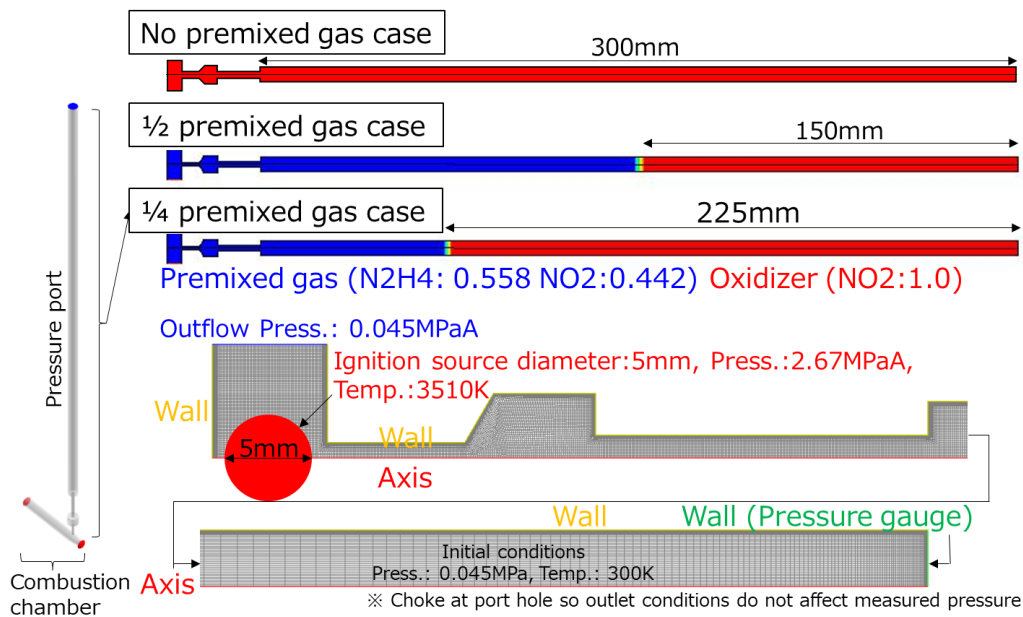 No premixed gas case
300mm
½ premixed gas case
150mm
¼ premixed gas case
225mm
Premixed gas (N2H4: 0.558 NO2:0.442) Oxidizer (NO2:1.0)
Outflow Press.: 0.045MPaA
Ignition source diameter:5mm, Press.:2.67MPaA,
Temp.:3510K
Pressure port
Wall
Wall
5mm
Axis
Wall
Wall (Pressure gauge)
Initial conditions
Press.: 0.045MPa, Temp.: 300K
Axis
Combustion
chamber
※ Choke at port hole so outlet conditions do not affect measured pressure